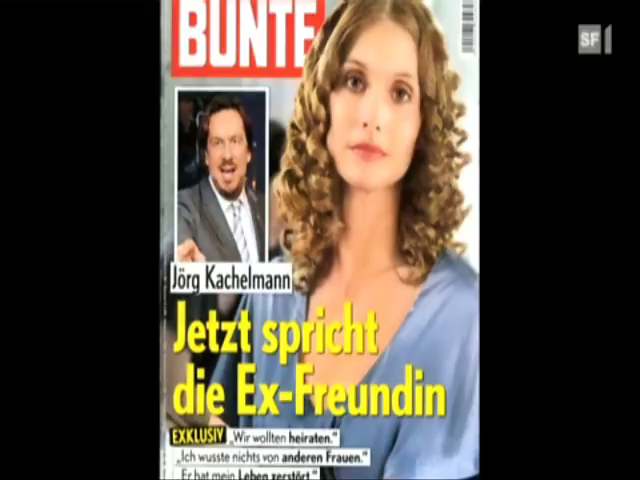 BUNTE
SF1
Jörg Kachelmann
Jetzt spricht
die Ex-Freundin
EXKLUSIV „Wir wollten heiraten.“
„Ich wusste nichts von anderen Frauen.“
„Er hat mein Leben zerstört.“